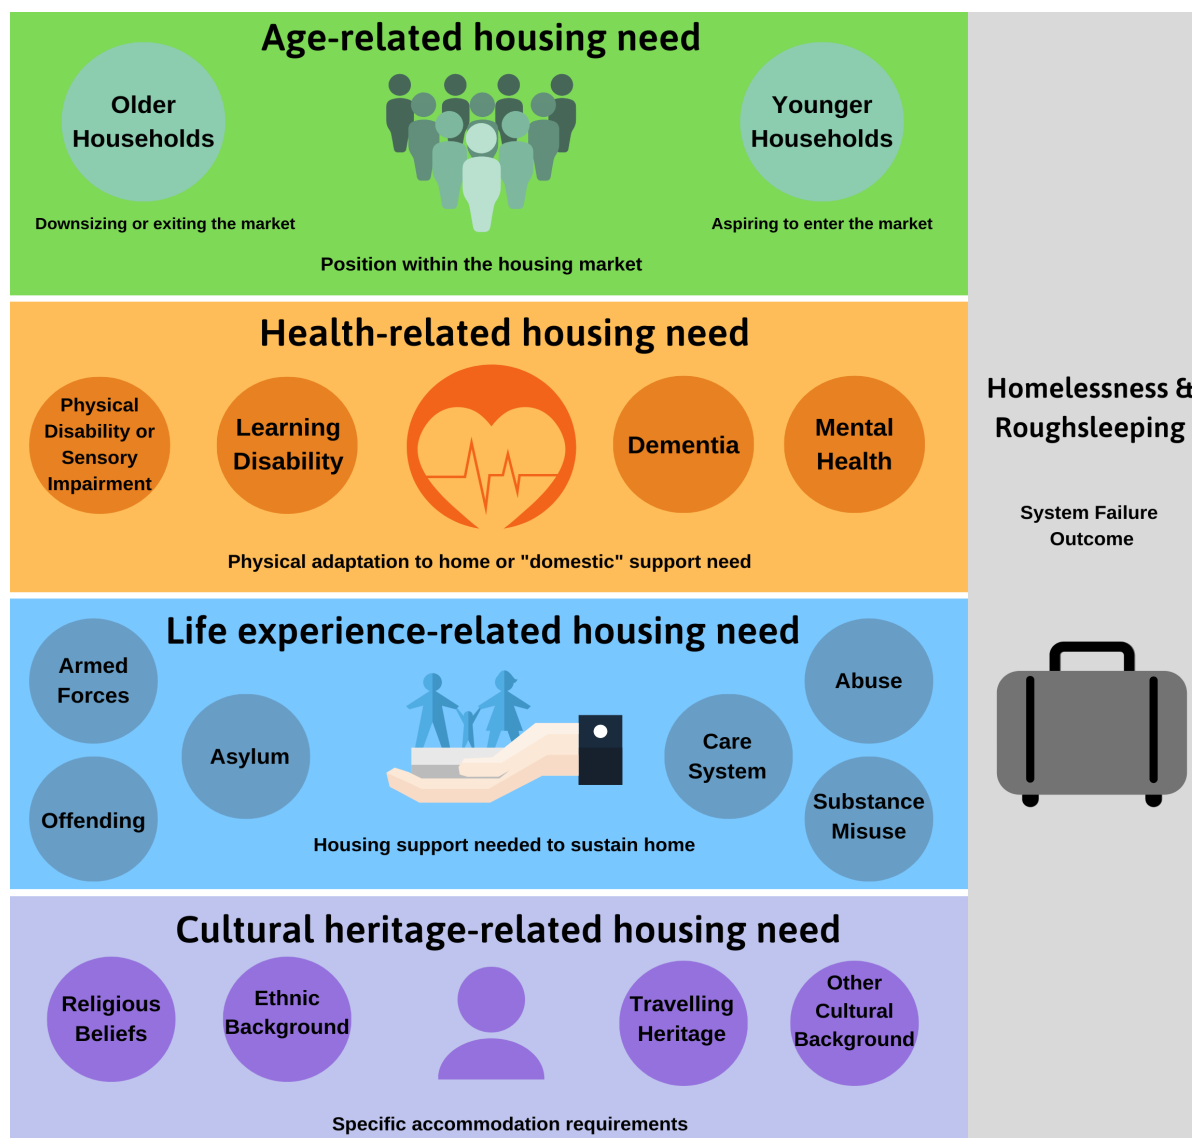 Age-related housing need
Older
Households
Younger
Households
Downsizing or exiting the market
Aspiring to enter the market
Position within the housing market
Health-related housing need
Physical
Disability or
Sensory
Impairment
Learning
Disability
Dementia
Mental
Health
Physical adaptation to home or "domestic" support need
Life experience-related housing need
Armed
Forces
Asylum
Offending
Care
System
Abuse
Substance
Misuse
Housing support needed to sustain home
Cultural heritage-related housing need
Religious
Beliefs
Ethnic
Background
Travelling
Heritage
Other
Cultural
Background
Specific accommodation requirements
Homelessness &
Roughsleeping
System Failure
Outcome